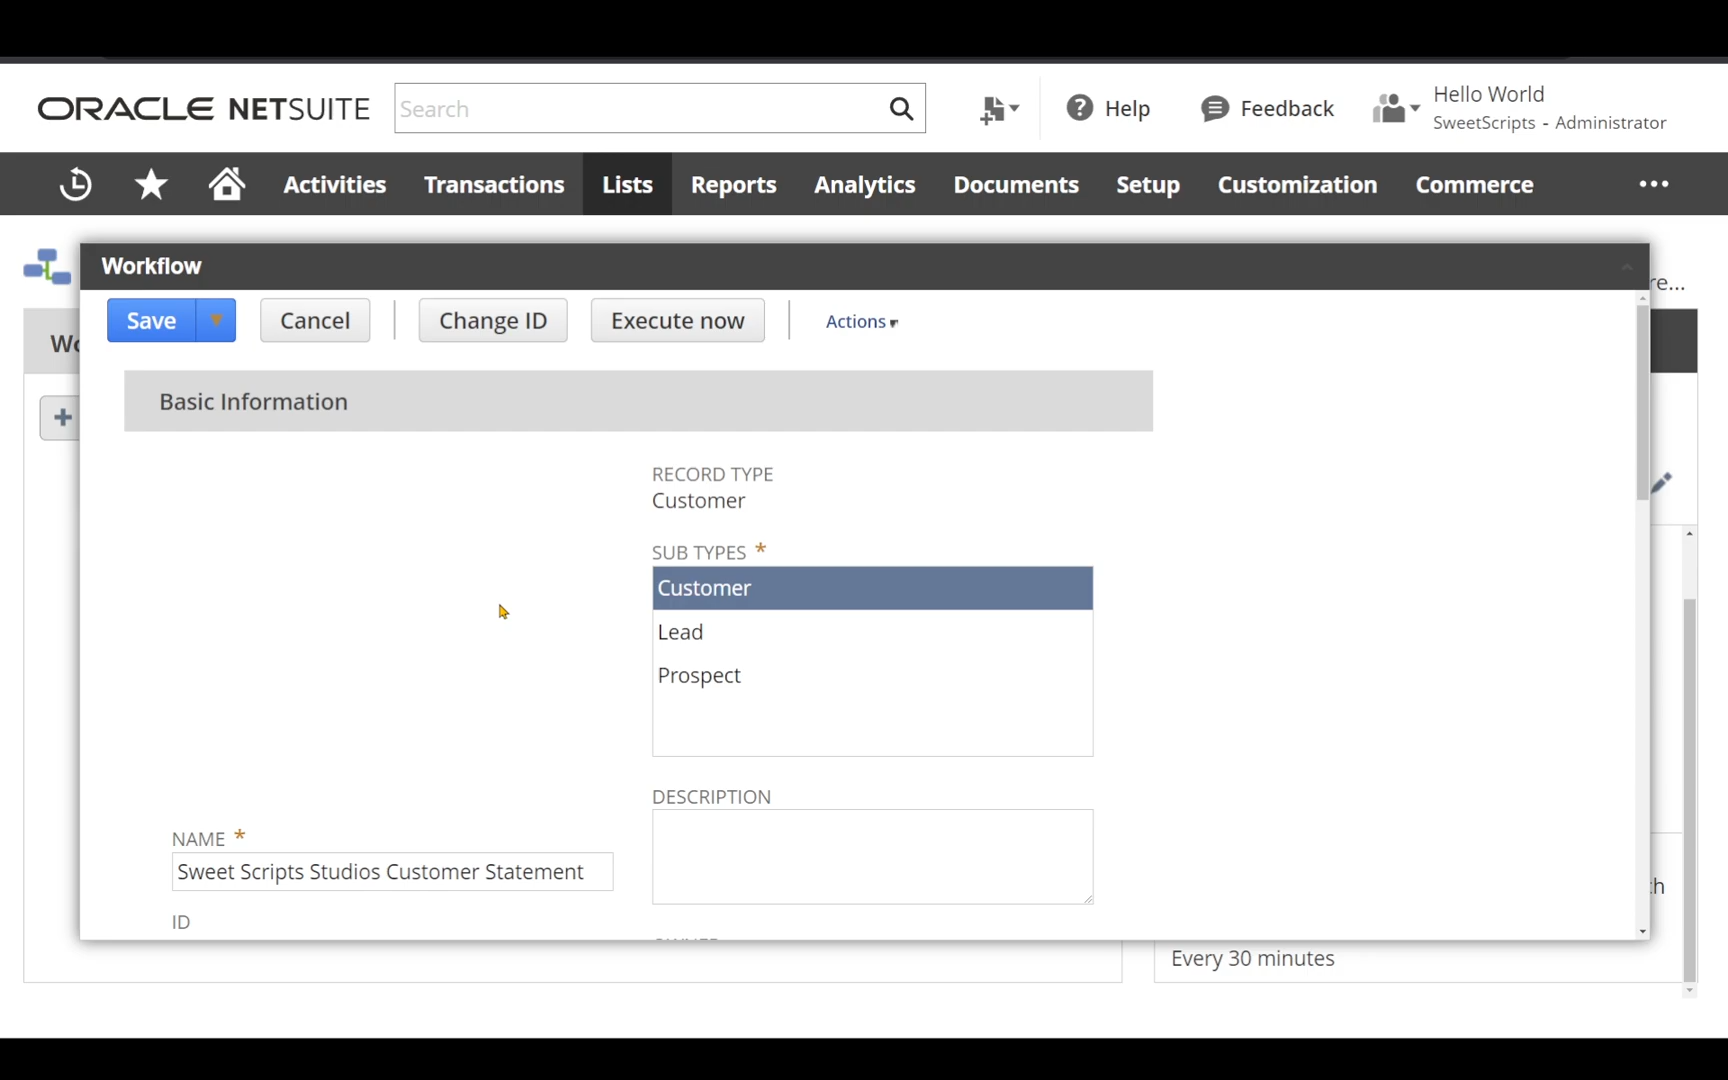 ORACLE NETSUITE
Search
Help
Feedback
Hello World
SweetScripts - Administrator
Activities
Transactions
Lists
Reports
Analytics
Documents
Setup
Customization
Commerce
Workflow
re...
Save
Cancel
Change ID
Execute now
Actions
Basic Information
RECORD TYPE
Customer
SUB TYPES *
Customer
Lead
Prospect
DESCRIPTION
NAME *
Sweet Scripts Studios Customer Statement
ID
Every 30 minutes